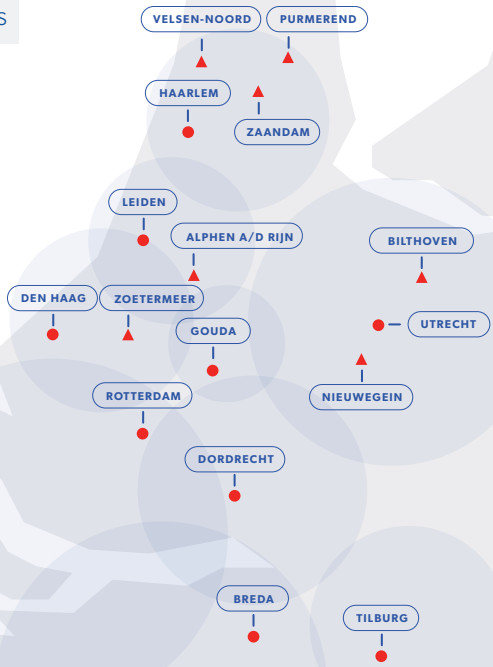 S
VELSEN-NOORD
PURMEREND
HAARLEM
ZAANDAM
LEIDEN
ALPHEN A/D RIJN
BILTHOVEN
DEN HAAG
ZOETERMEER
GOUDA
UTRECHT
ROTTERDAM
NIEUWEGEIN
DORDRECHT
BREDA
TILBURG